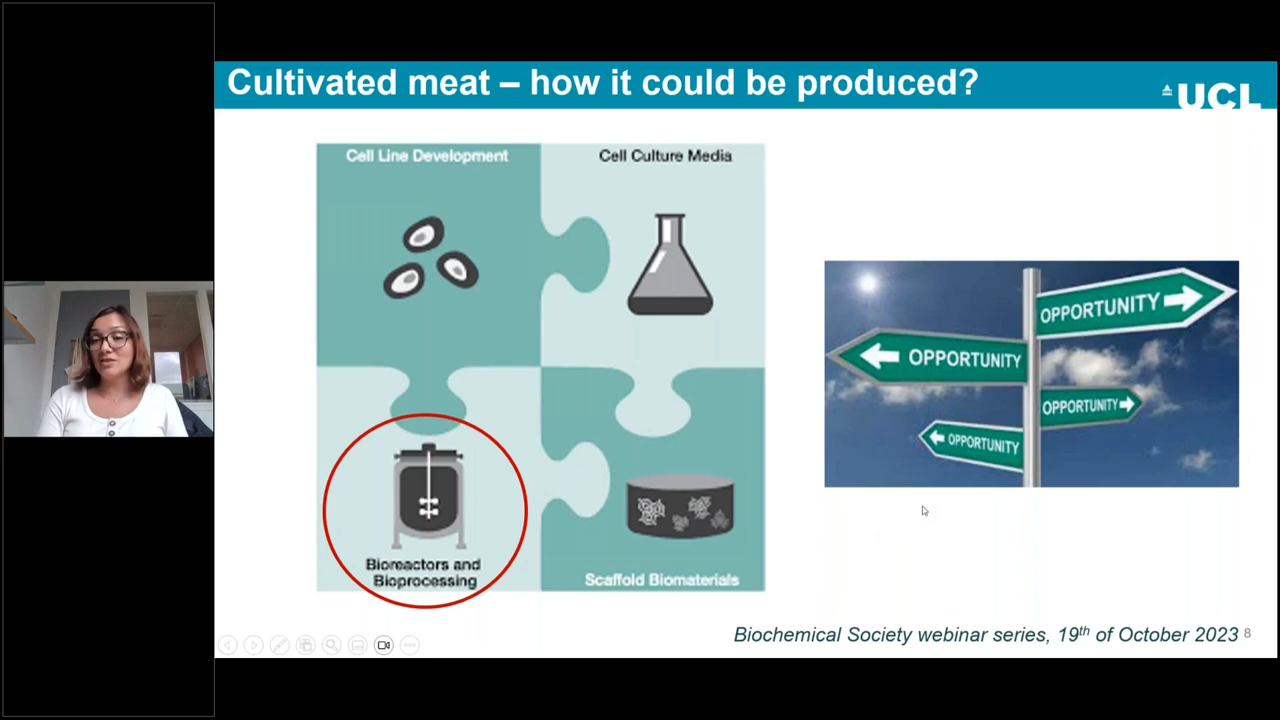 Cultivated meat – how it could be produced?
UCL
Cell Line Development
Cell Culture Media
Bioreactors and
Bioprocessing
Scaffold Biomaterials
OPPORTUNITY
OPPORTUNITY
OPPORTUNITY
OPPORTUNITY
Biochemical Society webinar series, 19th of October 2023
8